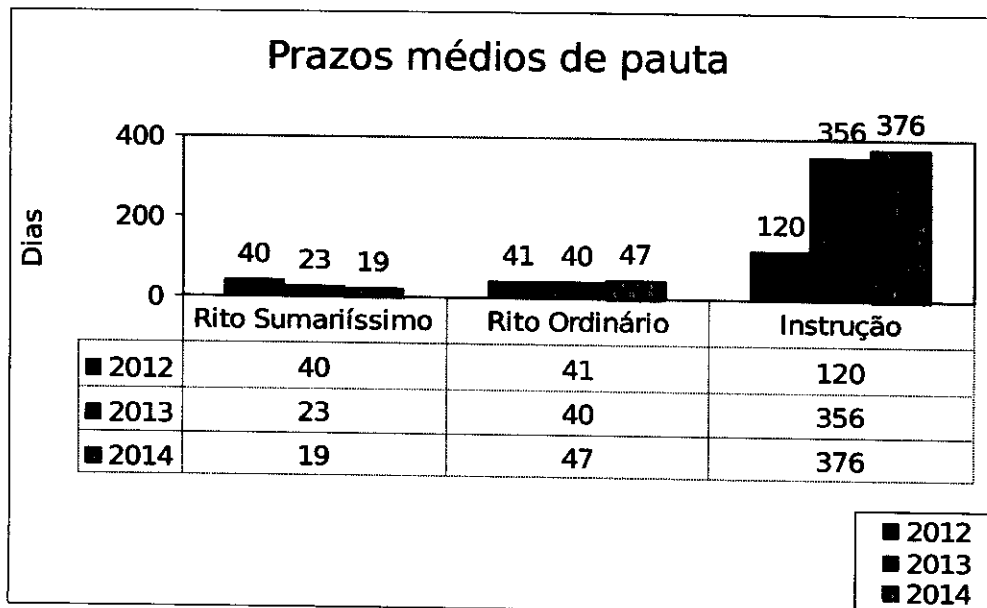 Prazos médios de pauta
400
200
0
Dias
40 23 19
41 40 47
120 356 376
Rito Sumariíssimo Rito Ordinário Instrução
2012 40 41 120
2013 23 40 356
2014 19 47 376
2012
2013
2014